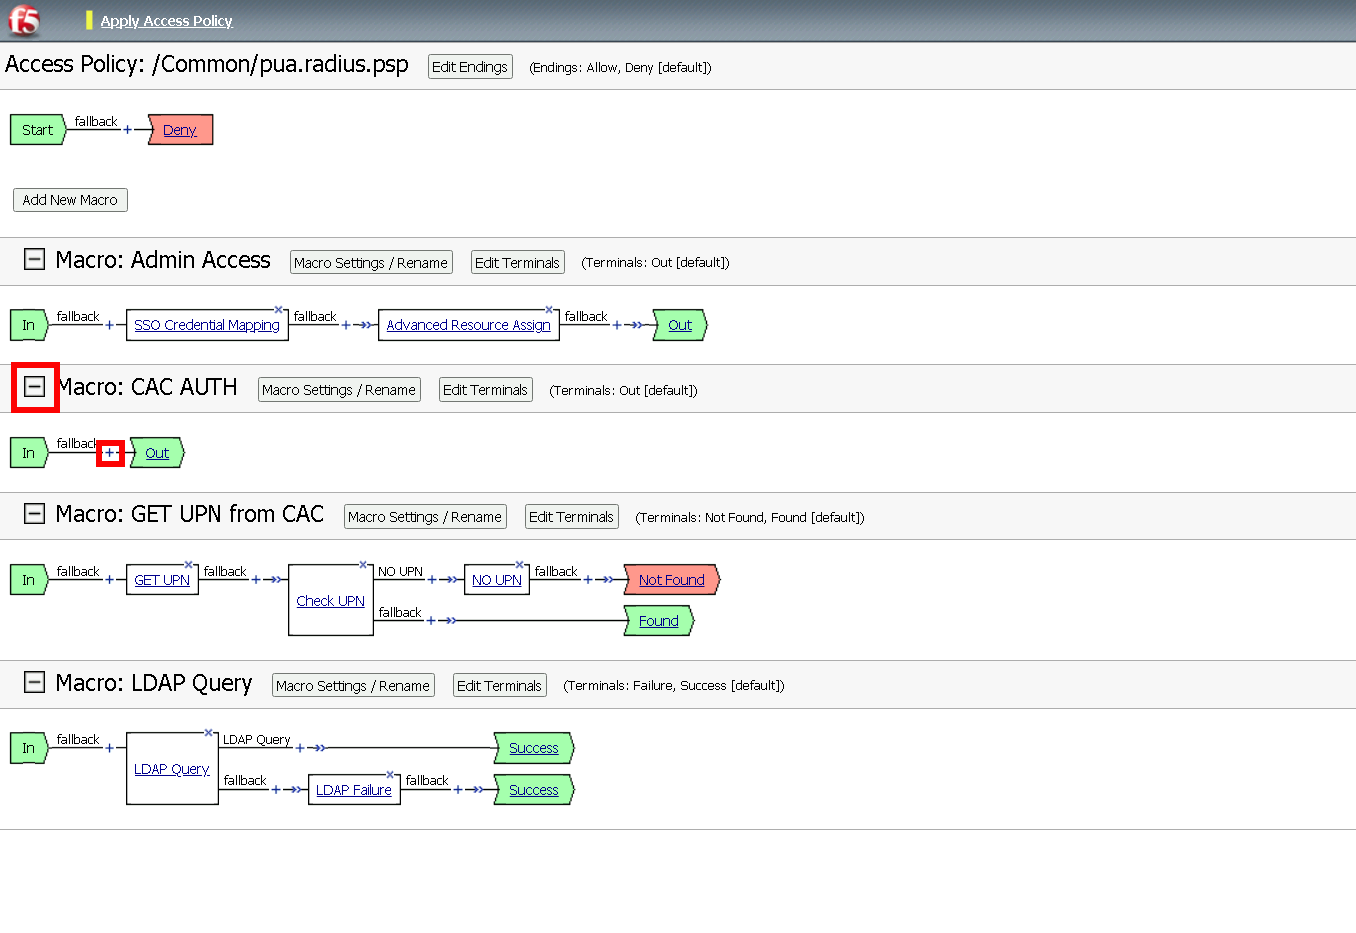 f5 Apply Access Policy
Access Policy: /Common/pua.radius.psp Edit Endings (Endings: Allow, Deny [default])
Start fallback + Deny
Add New Macro
Macro: Admin Access Macro Settings / Rename Edit Terminals (Terminals: Out [default])
In fallback + SSO Credential Mapping fallback + Advanced Resource Assign fallback + Out
Macro: CAC AUTH Macro Settings / Rename Edit Terminals (Terminals: Out [default])
In fallback + Out
Macro: GET UPN from CAC Macro Settings / Rename Edit Terminals (Terminals: Not Found, Found [default])
In fallback + GET UPN fallback + Check UPN NO UPN + NO UPN fallback + Not Found
fallback + Found
Macro: LDAP Query Macro Settings / Rename Edit Terminals (Terminals: Failure, Success [default])
In fallback + LDAP Query LDAP Query + Success
fallback + LDAP Failure fallback + Success